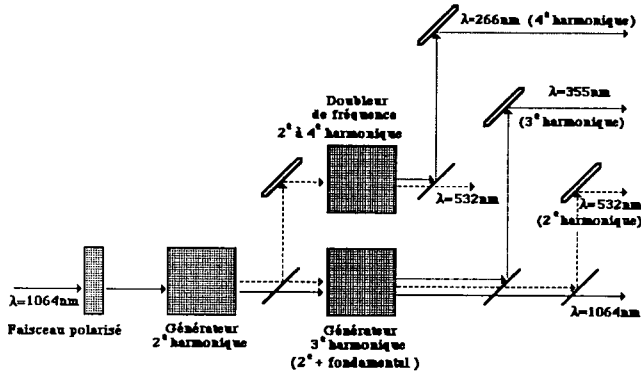 λ=266nm (4e harmonique)
Doubleur
de fréquence
2e à 4e harmonique
λ=355nm
(3e harmonique)
λ=532nm
λ=532nm
(2e harmonique)
λ=1064nm
Faisceau polarisé
Générateur
2e harmonique
Générateur
3e harmonique
(2e + fondamental)
λ=1064nm